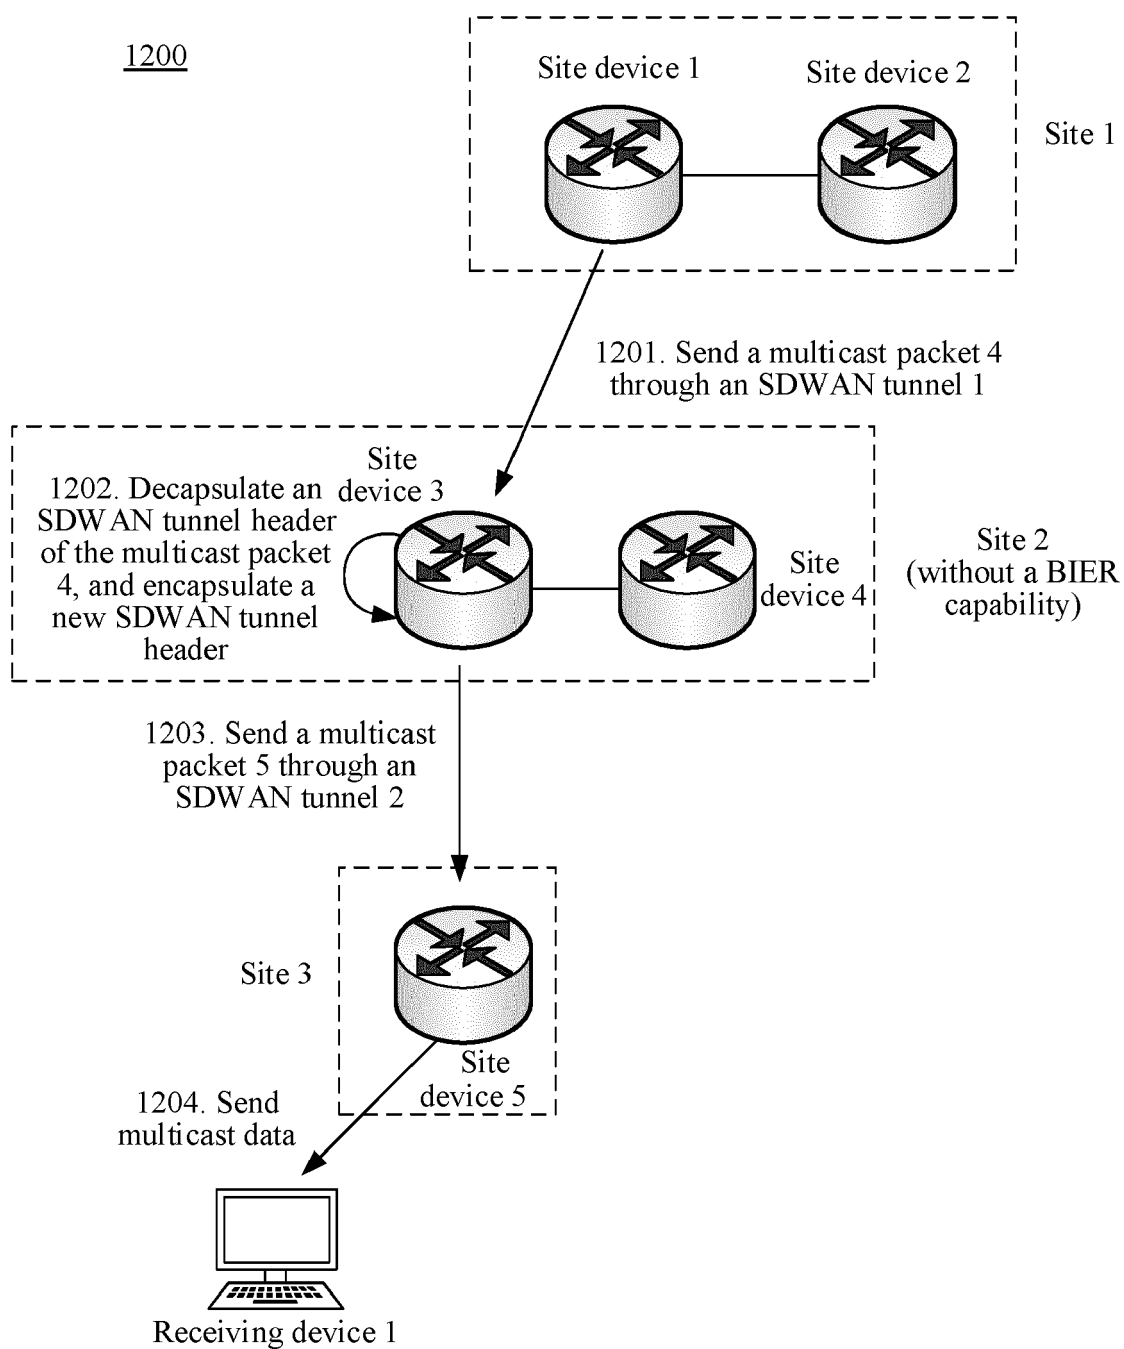 1200
Site device 1
Site device 2
Site 1
1201. Send a multicast packet 4
through an SDWAN tunnel 1
Site
device 3
1202. Decapsulate an
SDWAN tunnel header
of the multicast packet
4, and encapsulate a
new SDWAN tunnel
header
Site
device 4
Site 2
(without a BIER
capability)
1203. Send a multicast
packet 5 through an
SDWAN tunnel 2
Site 3
Site
device 5
1204. Send
multicast data
Receiving device 1